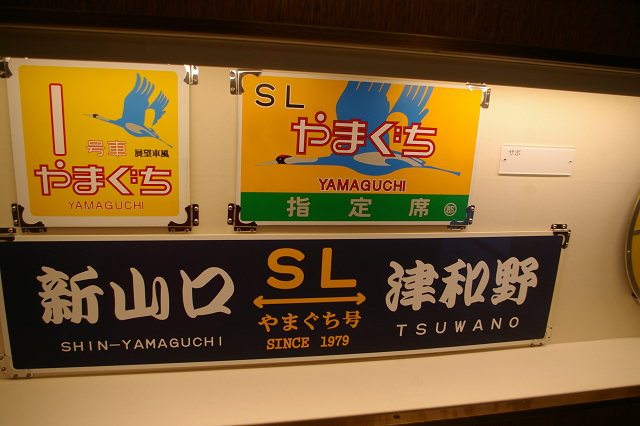 1
号車 展望車風
やまぐち
YAMAGUCHI
SL
やまぐち
YAMAGUCHI
指定席
サボ
新山口 SL 津和野
SHIN-YAMAGUCHI やまぐち号 TSUWANO
SINCE 1979